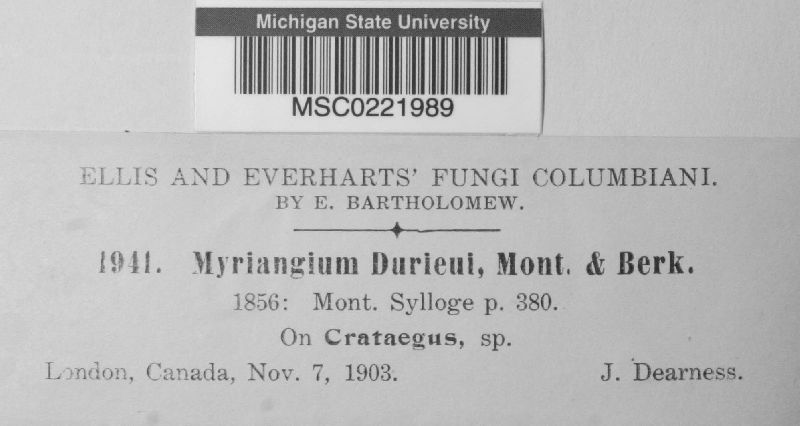 Michigan State University
MSC0221989
ELLIS AND EVERHARTS' FUNGI COLUMBIANI.
BY E. BARTHOLOMEW.
1941. Myriangium Durieui, Mont. & Berk.
1856: Mont. Sylloge p. 380.
On Crataegus, sp.
London, Canada, Nov. 7, 1903. J. Dearness.